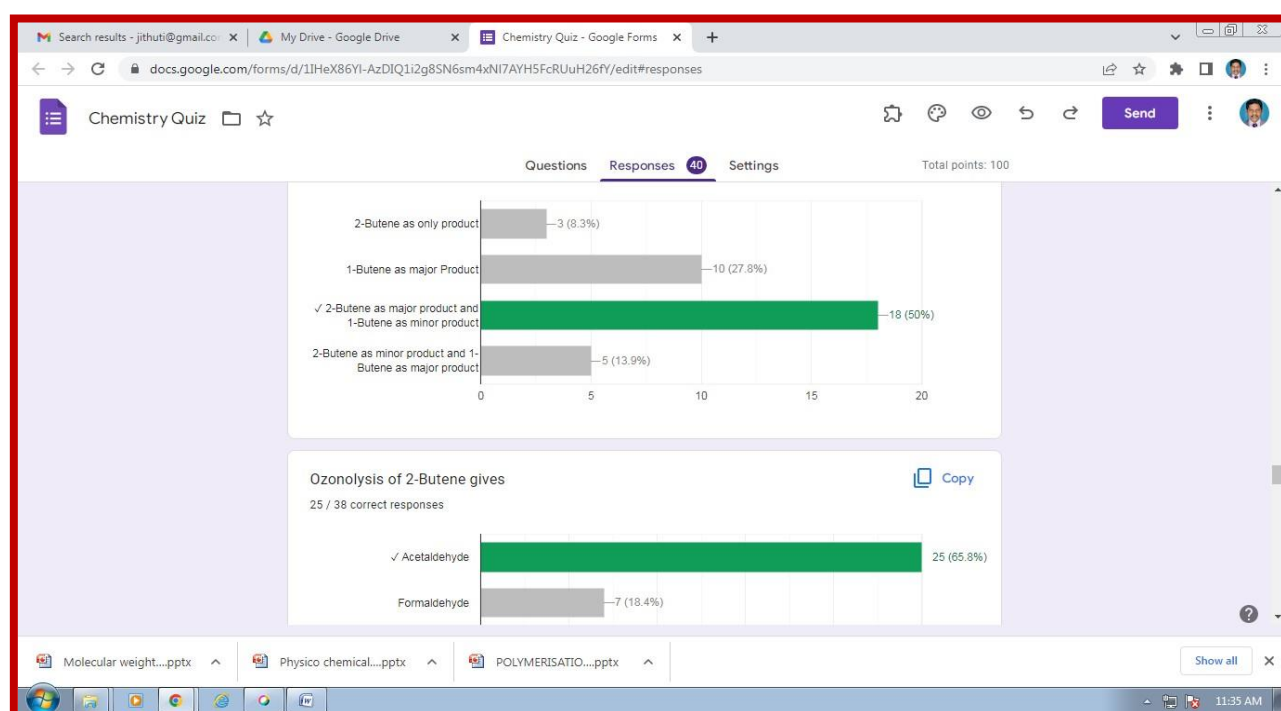 Search results - jithuti@gmail.co
My Drive - Google Drive
Chemistry Quiz - Google Forms
docs.google.com/forms/d/1IHeX86YI-AzDIQ1i2g8SN6sm4xNI7AYH5FcRUuH26fY/edit#responses
Chemistry Quiz
Send
Questions Responses 40 Settings
Total points: 100
2-Butene as only product
3 (8.3%)
1-Butene as major Product
10 (27.8%)
✓ 2-Butene as major product and
1-Butene as minor product
18 (50%)
2-Butene as minor product and 1-
Butene as major product
5 (13.9%)
0 5 10 15 20
Ozonolysis of 2-Butene gives
Copy
25 / 38 correct responses
✓ Acetaldehyde
25 (65.8%)
Formaldehyde
7 (18.4%)
Molecular weight....pptx
Physico chemical....pptx
POLYMERISATIO....pptx
Show all
11:35 AM